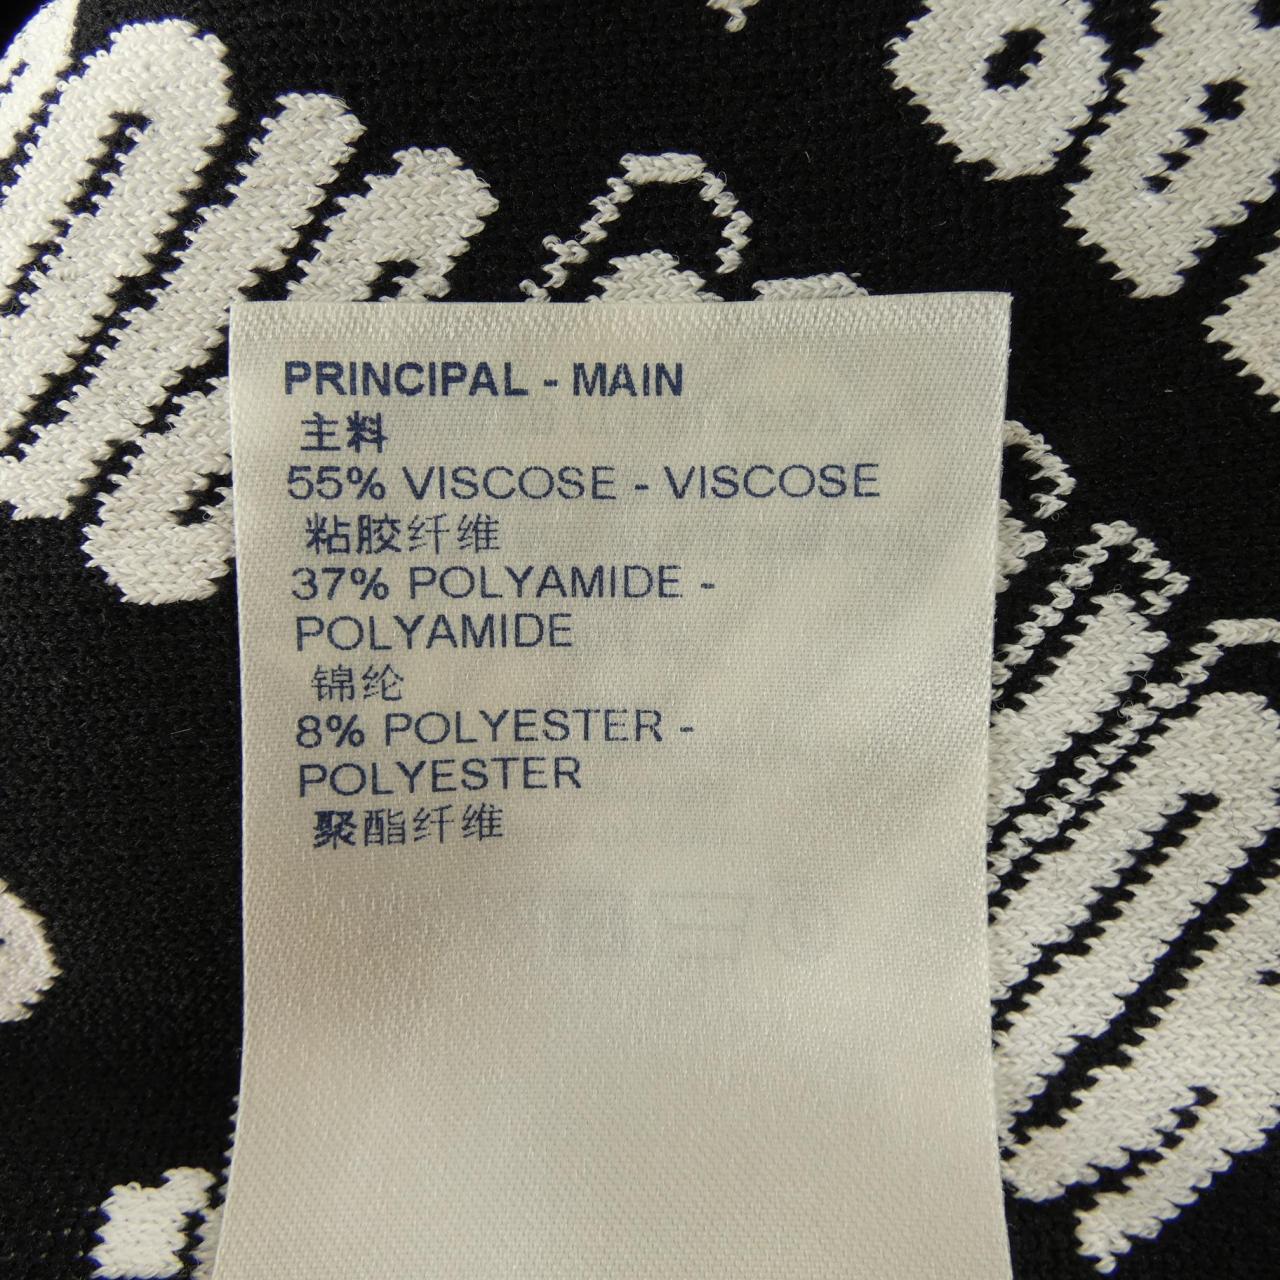 PRINCIPAL - MAIN
主料
55% VISCOSE - VISCOSE
粘胶纤维
37% POLYAMIDE -
POLYAMIDE
锦纶
8% POLYESTER -
POLYESTER
聚酯纤维